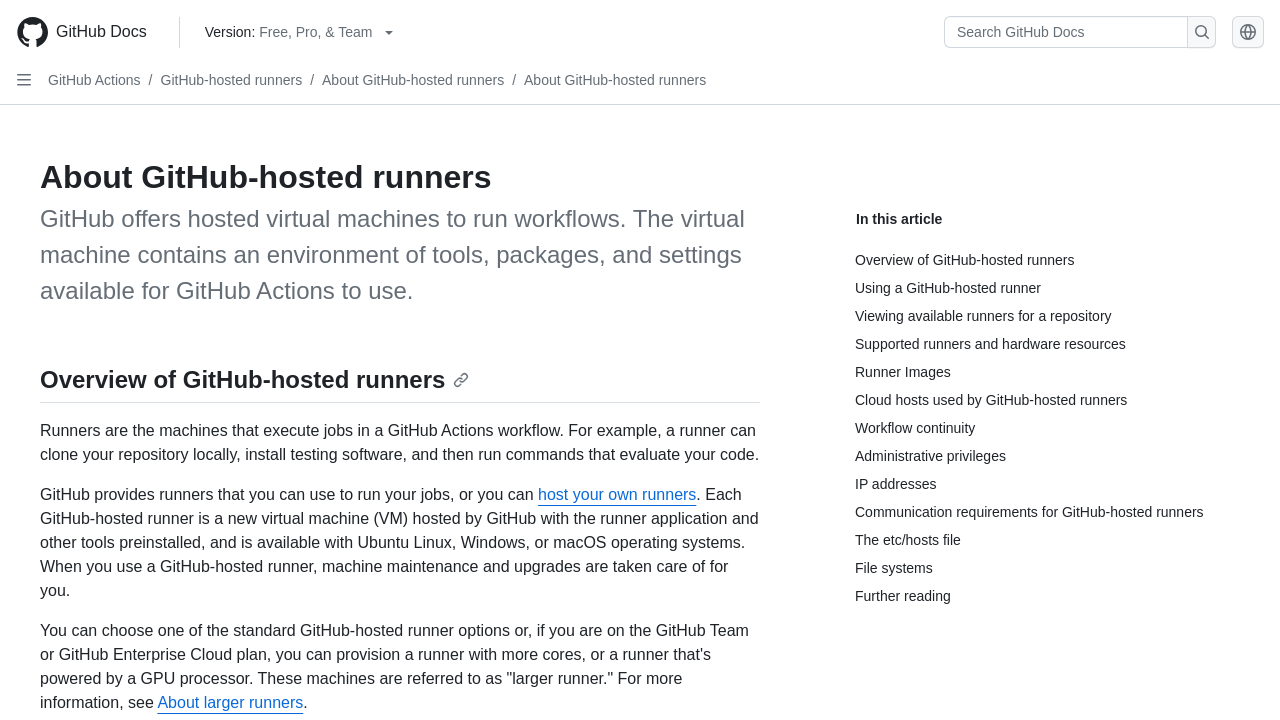 GitHub Docs
Version: Free, Pro, & Team
Search GitHub Docs
GitHub Actions / GitHub-hosted runners / About GitHub-hosted runners / About GitHub-hosted runners
About GitHub-hosted runners
GitHub offers hosted virtual machines to run workflows. The virtual
machine contains an environment of tools, packages, and settings
available for GitHub Actions to use.
Overview of GitHub-hosted runners
Runners are the machines that execute jobs in a GitHub Actions workflow. For example, a runner can
clone your repository locally, install testing software, and then run commands that evaluate your code.
GitHub provides runners that you can use to run your jobs, or you can host your own runners. Each
GitHub-hosted runner is a new virtual machine (VM) hosted by GitHub with the runner application and
other tools preinstalled, and is available with Ubuntu Linux, Windows, or macOS operating systems.
When you use a GitHub-hosted runner, machine maintenance and upgrades are taken care of for
you.
You can choose one of the standard GitHub-hosted runner options or, if you are on the GitHub Team
or GitHub Enterprise Cloud plan, you can provision a runner with more cores, or a runner that's
powered by a GPU processor. These machines are referred to as "larger runner." For more
information, see About larger runners.
In this article
Overview of GitHub-hosted runners
Using a GitHub-hosted runner
Viewing available runners for a repository
Supported runners and hardware resources
Runner Images
Cloud hosts used by GitHub-hosted runners
Workflow continuity
Administrative privileges
IP addresses
Communication requirements for GitHub-hosted runners
The etc/hosts file
File systems
Further reading